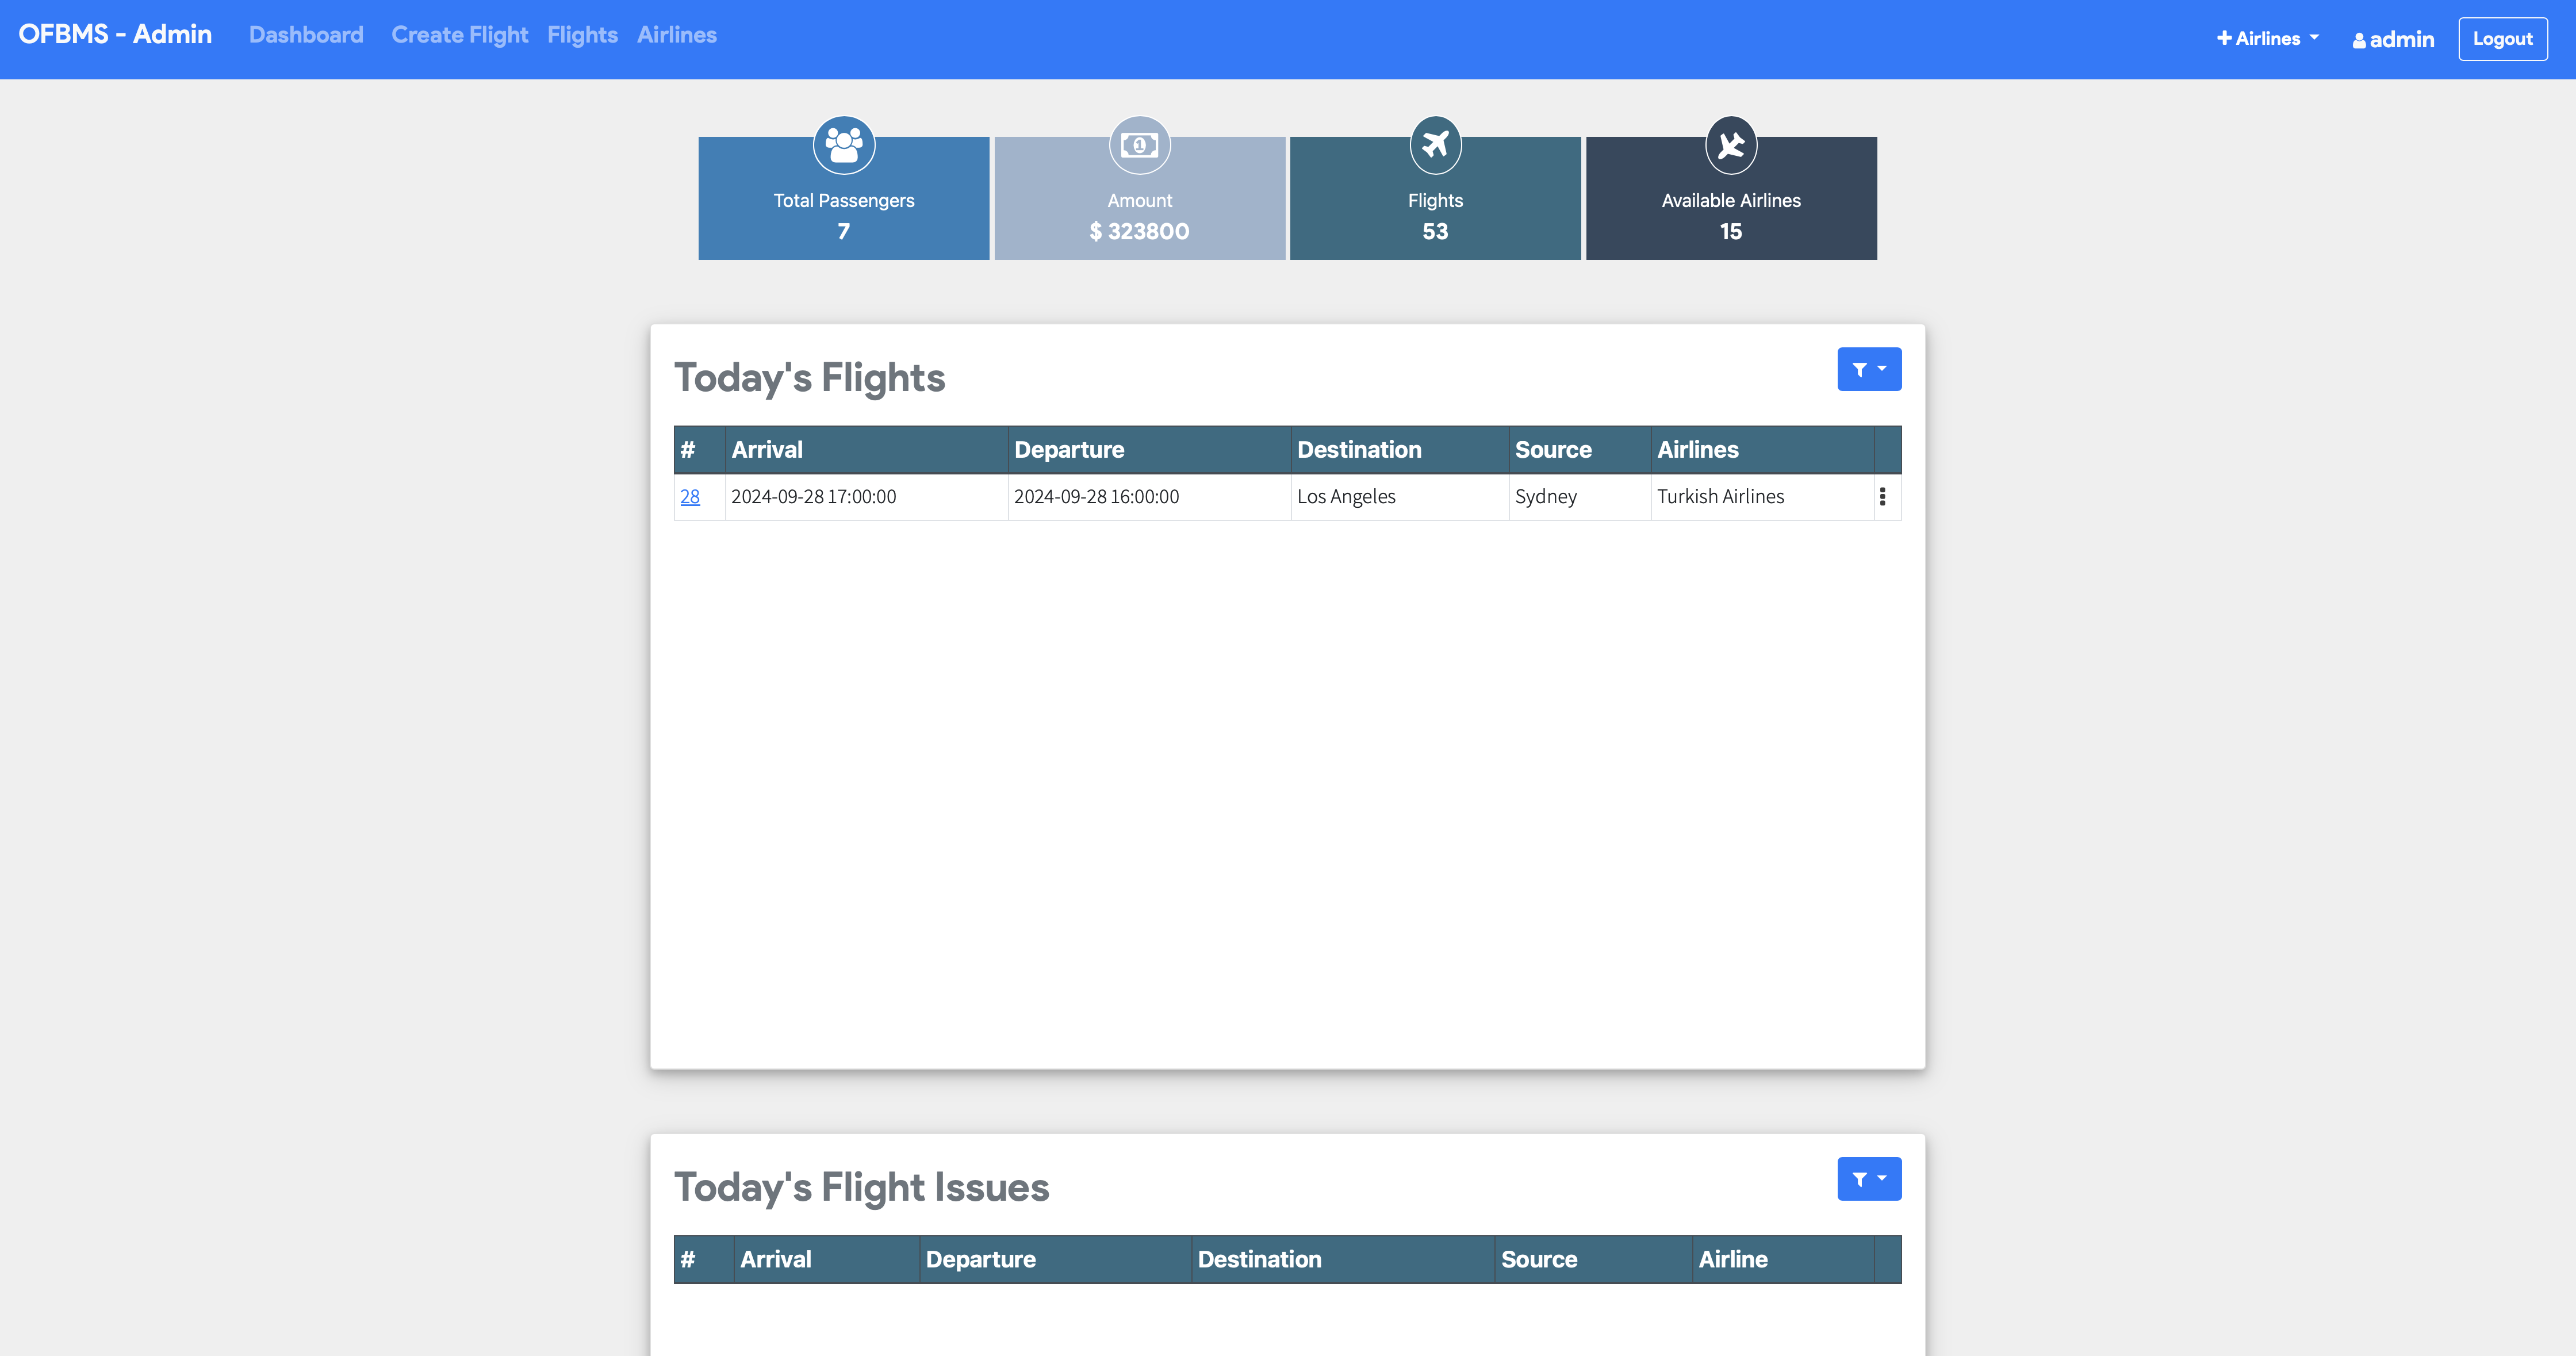 OFBMS - Admin Dashboard Create Flight Flights Airlines Airlines admin Logout
Total Passengers
7
Amount
$ 323800
Flights
53
Available Airlines
15
Today's Flights
# Arrival Departure Destination Source Airlines
28 2024-09-28 17:00:00 2024-09-28 16:00:00 Los Angeles Sydney Turkish Airlines
Today's Flight Issues
# Arrival Departure Destination Source Airline